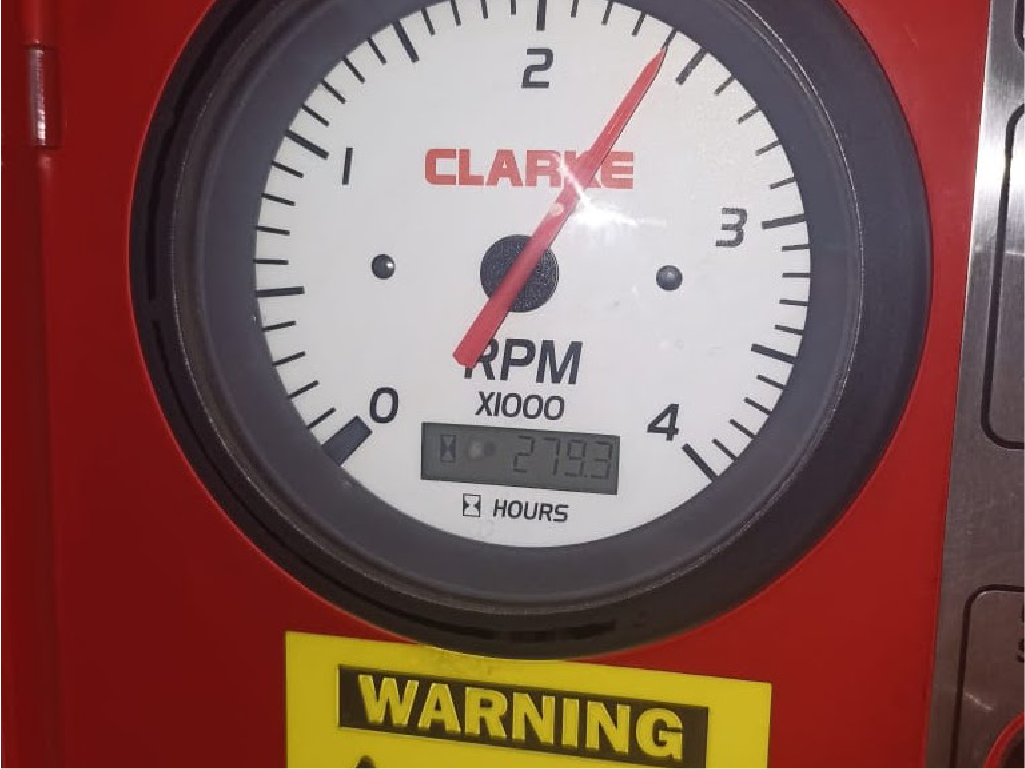 2
1
CLARKE
3
RPM
X1000
0
4
279.3
HOURS
WARNING